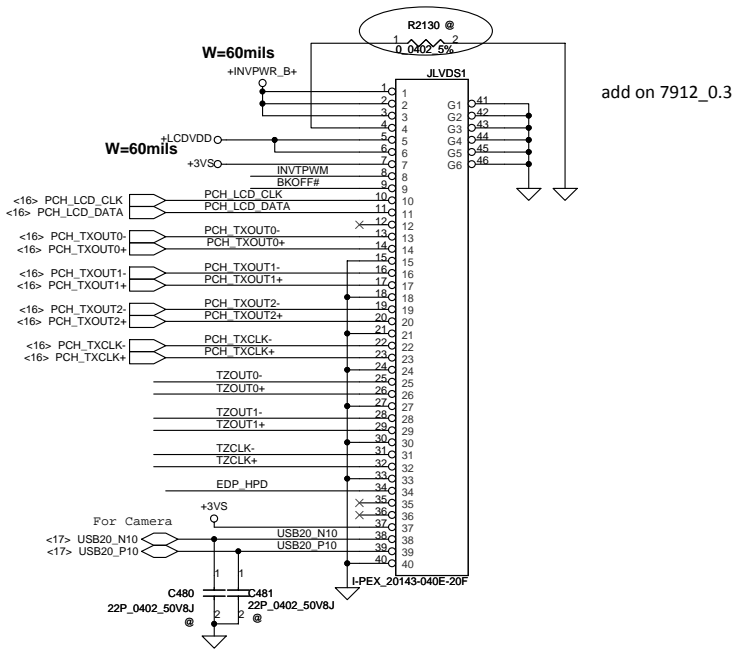 R2130 @
1 2
0_0402_5%
W=60mils
+INVPWR_B+
JLVDS1
add on 7912_0.3
1 1
2 2
3 3
4 4
+LCDVDD 5 5
W=60mils
6 6
+3VS 7 7
INVTPWM 8 8
BKOFF# 9 9
<16> PCH_LCD_CLK PCH_LCD_CLK 10 10
<16> PCH_LCD_DATA PCH_LCD_DATA 11 11
12 12
<16> PCH_TXOUT0- PCH_TXOUT0- 13 13
<16> PCH_TXOUT0+ PCH_TXOUT0+ 14 14
15 15
<16> PCH_TXOUT1- PCH_TXOUT1- 16 16
<16> PCH_TXOUT1+ PCH_TXOUT1+ 17 17
18 18
<16> PCH_TXOUT2- PCH_TXOUT2- 19 19
<16> PCH_TXOUT2+ PCH_TXOUT2+ 20 20
21 21
<16> PCH_TXCLK- PCH_TXCLK- 22 22
<16> PCH_TXCLK+ PCH_TXCLK+ 23 23
24 24
TZOUT0- 25 25
TZOUT0+ 26 26
27 27
TZOUT1- 28 28
TZOUT1+ 29 29
30 30
TZCLK- 31 31
TZCLK+ 32 32
33 33
EDP_HPD 34 34
35 35
36 36
+3VS 37 37
For Camera
<17> USB20_N10 USB20_N10 38 38
<17> USB20_P10 USB20_P10 39 39
40 40
G1 41
G2 42
G3 43
G4 44
G5 45
G6 46
I-PEX_20143-040E-20F
1 1
C480 C481
22P_0402_50V8J 22P_0402_50V8J
2 2
@ @